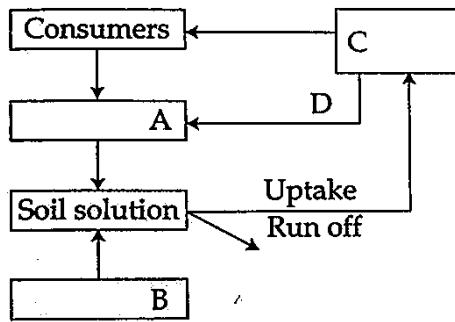 Consumers
C
A
D
Soil solution
Uptake
Run off
B